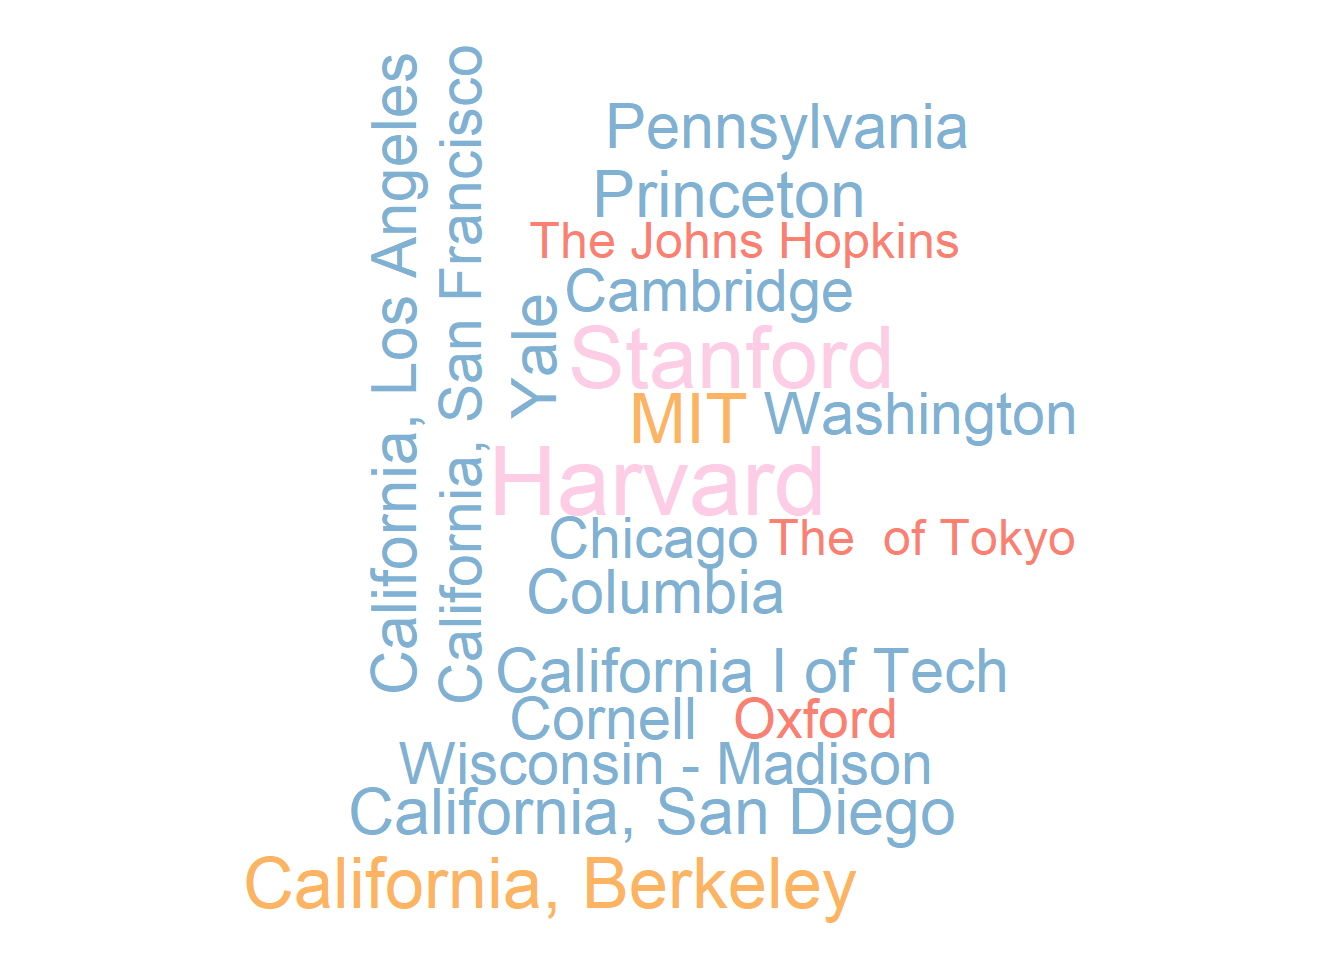 California, Los Angeles
California, San Francisco
Pennsylvania
Princeton
The Johns Hopkins
Cambridge
Yale
Stanford
MIT
Washington
Harvard
Chicago
The  of Tokyo
Columbia
California I of Tech
Cornell
Oxford
Wisconsin - Madison
California, San Diego
California, Berkeley